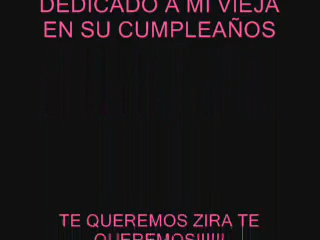 DEDICADO A MI VIEJA
EN SU CUMPLEAÑOS
TE QUEREMOS ZIRA TE
QUEREMOS!!!!!!